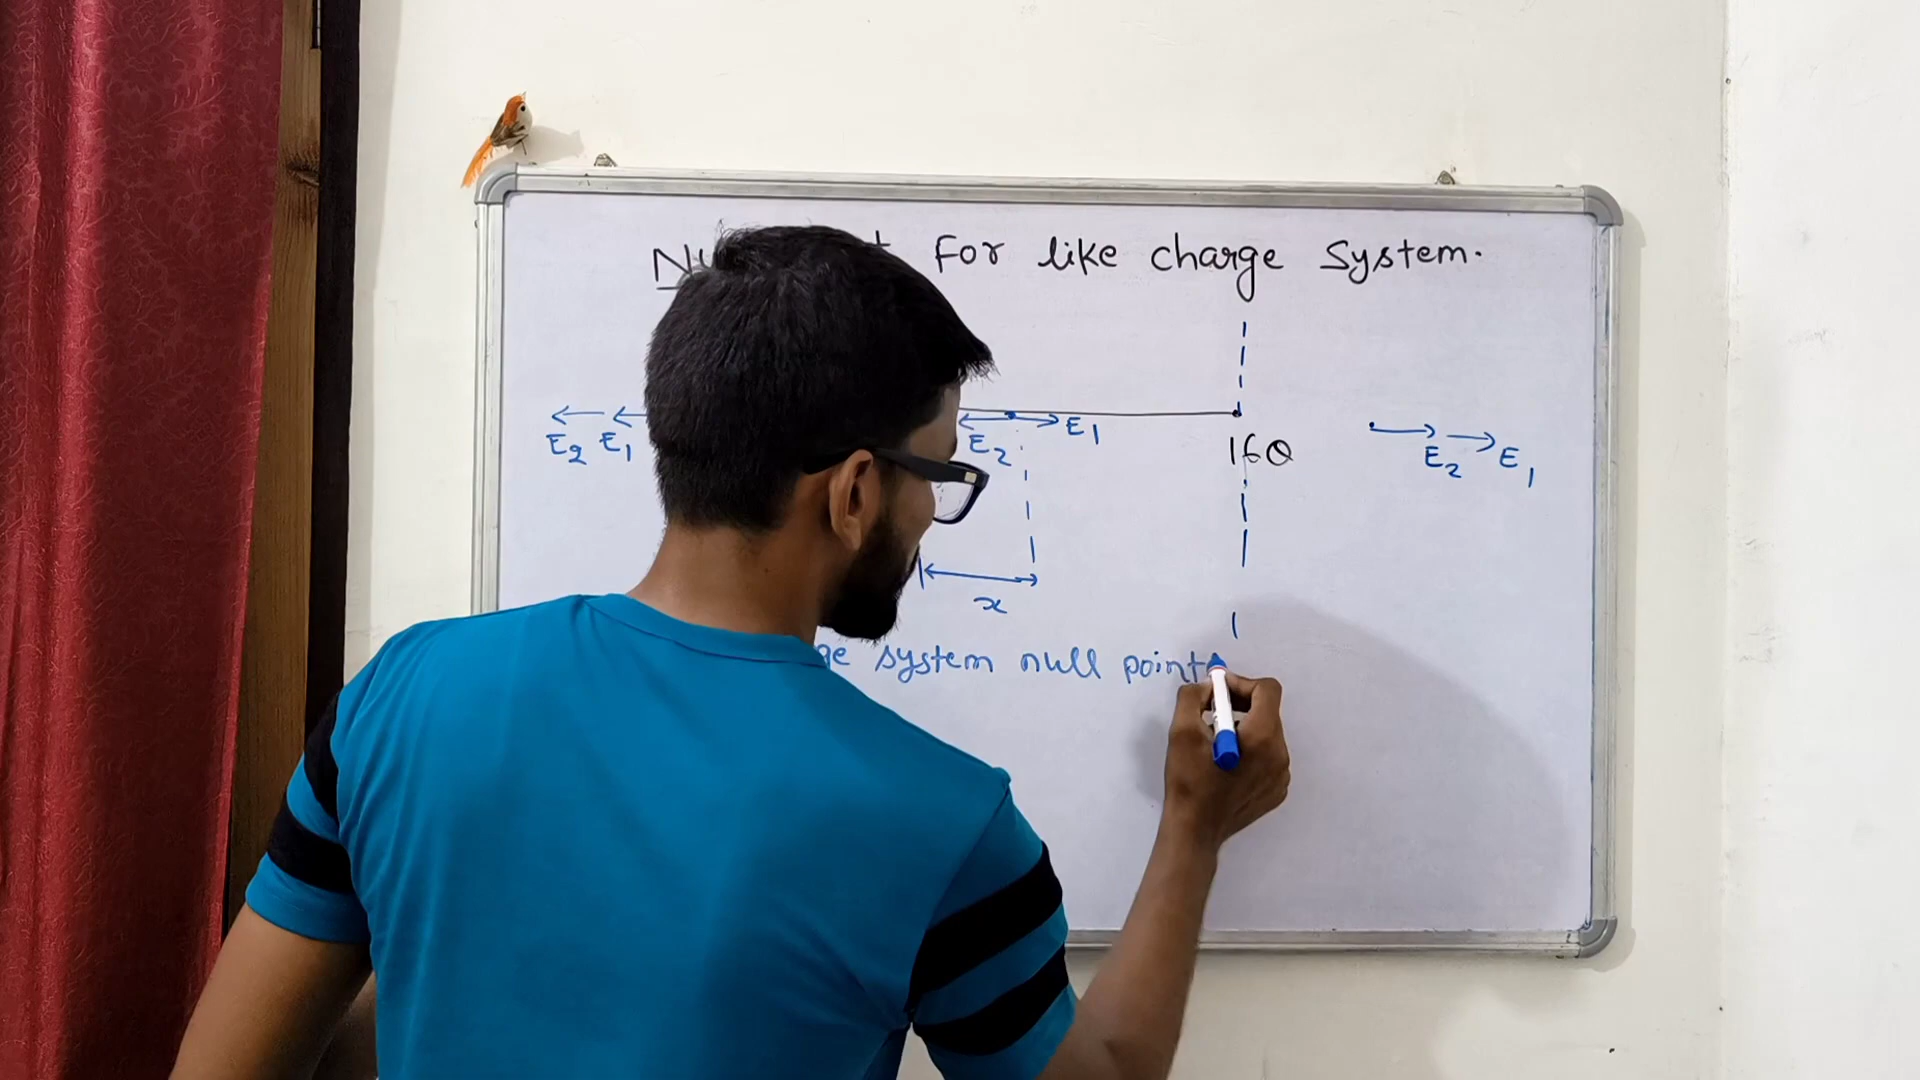 For like charge System.
E2 E1 E2 E1 16Q E2 E1
x
system null point